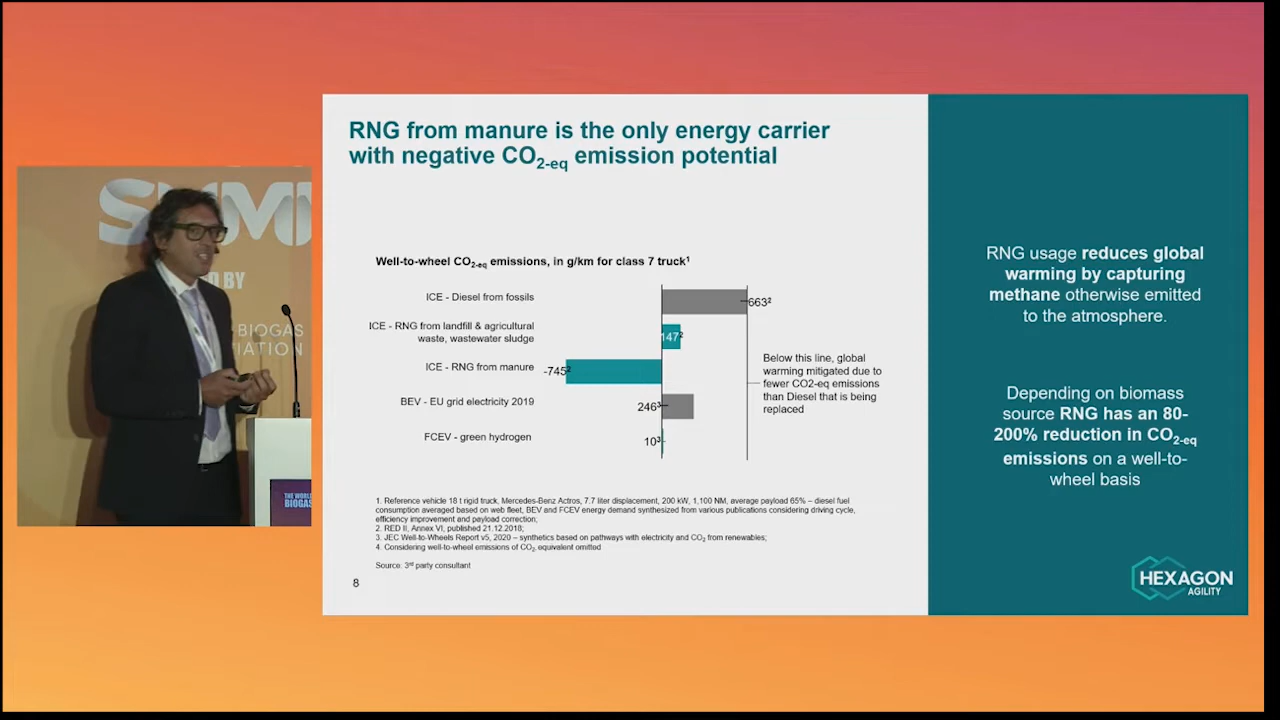 RNG from manure is the only energy carrier
with negative CO2-eq emission potential
Well-to-wheel CO2-eq emissions, in g/km for class 7 truck1
ICE - Diesel from fossils
663²
ICE - RNG from landfill & agricultural
waste, wastewater sludge
147²
ICE - RNG from manure
-745²
BEV - EU grid electricity 2019
246³
FCEV - green hydrogen
10³
Below this line, global
warming mitigated due to
fewer CO2-eq emissions
than Diesel that is being
replaced
1. Reference vehicle 18 t rigid truck, Mercedes-Benz Actros, 7.7 liter displacement, 200 kW, 1,100 NM, average payload 65% – diesel fuel
consumption averaged based on web fleet, BEV and FCEV energy demand synthesized from various publications considering driving cycle,
efficiency improvement and payload correction;
2. RED II, Annex VI, published 21.12.2018;
3. JEC Well-to-Wheels Report v5, 2020 – synthetics based on pathways with electricity and CO2 from renewables;
4. Considering well-to-wheel emissions of CO2 equivalent omitted
Source: 3rd party consultant
8
RNG usage reduces global
warming by capturing
methane otherwise emitted
to the atmosphere.
Depending on biomass
source RNG has an 80-
200% reduction in CO2-eq
emissions on a well-to-
wheel basis
HEXAGON
AGILITY
BY
BIOGAS
THE WORLD
BIOGAS